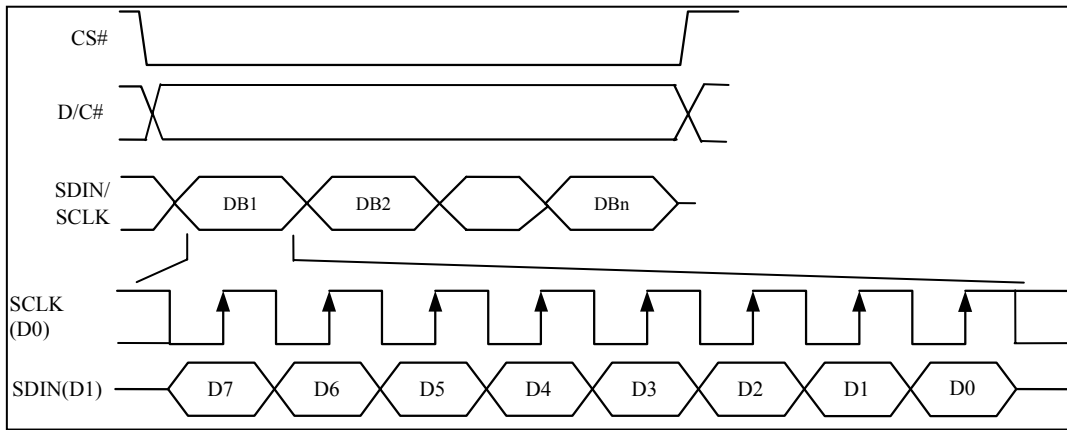 CS#
D/C#
SDIN/
SCLK
DB1 DB2 DBn
SCLK
(D0)
SDIN(D1) D7 D6 D5 D4 D3 D2 D1 D0